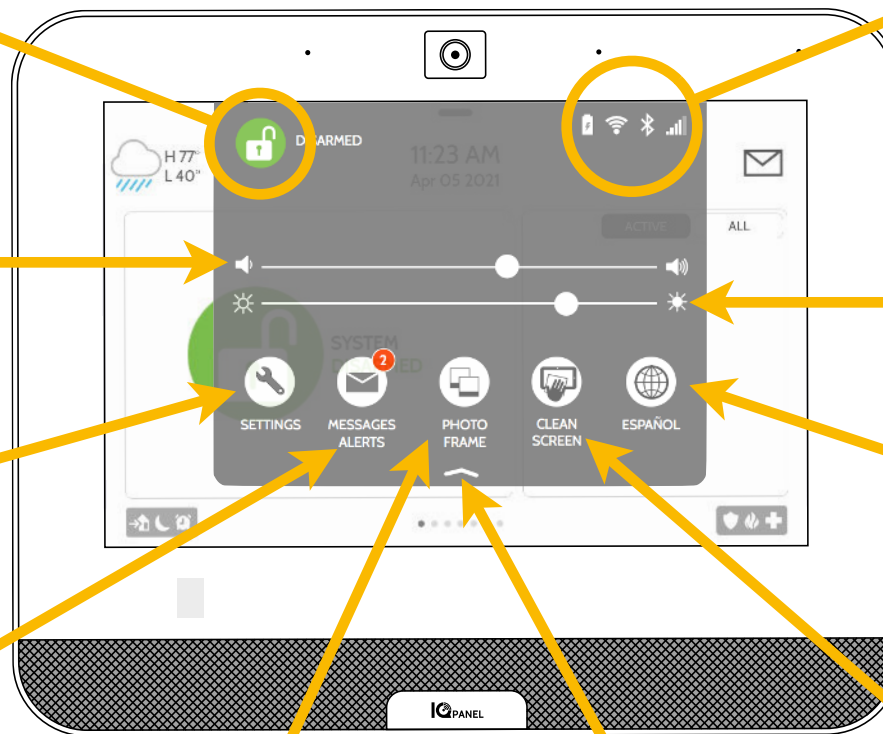 DISARMED
11:23 AM
Apr 05 2021
H 77°
L 40°
ACTIVE
ALL
SYSTEM
DISARMED
2
SETTINGS
MESSAGES
ALERTS
PHOTO
FRAME
CLEAN
SCREEN
ESPAÑOL
IQ PANEL